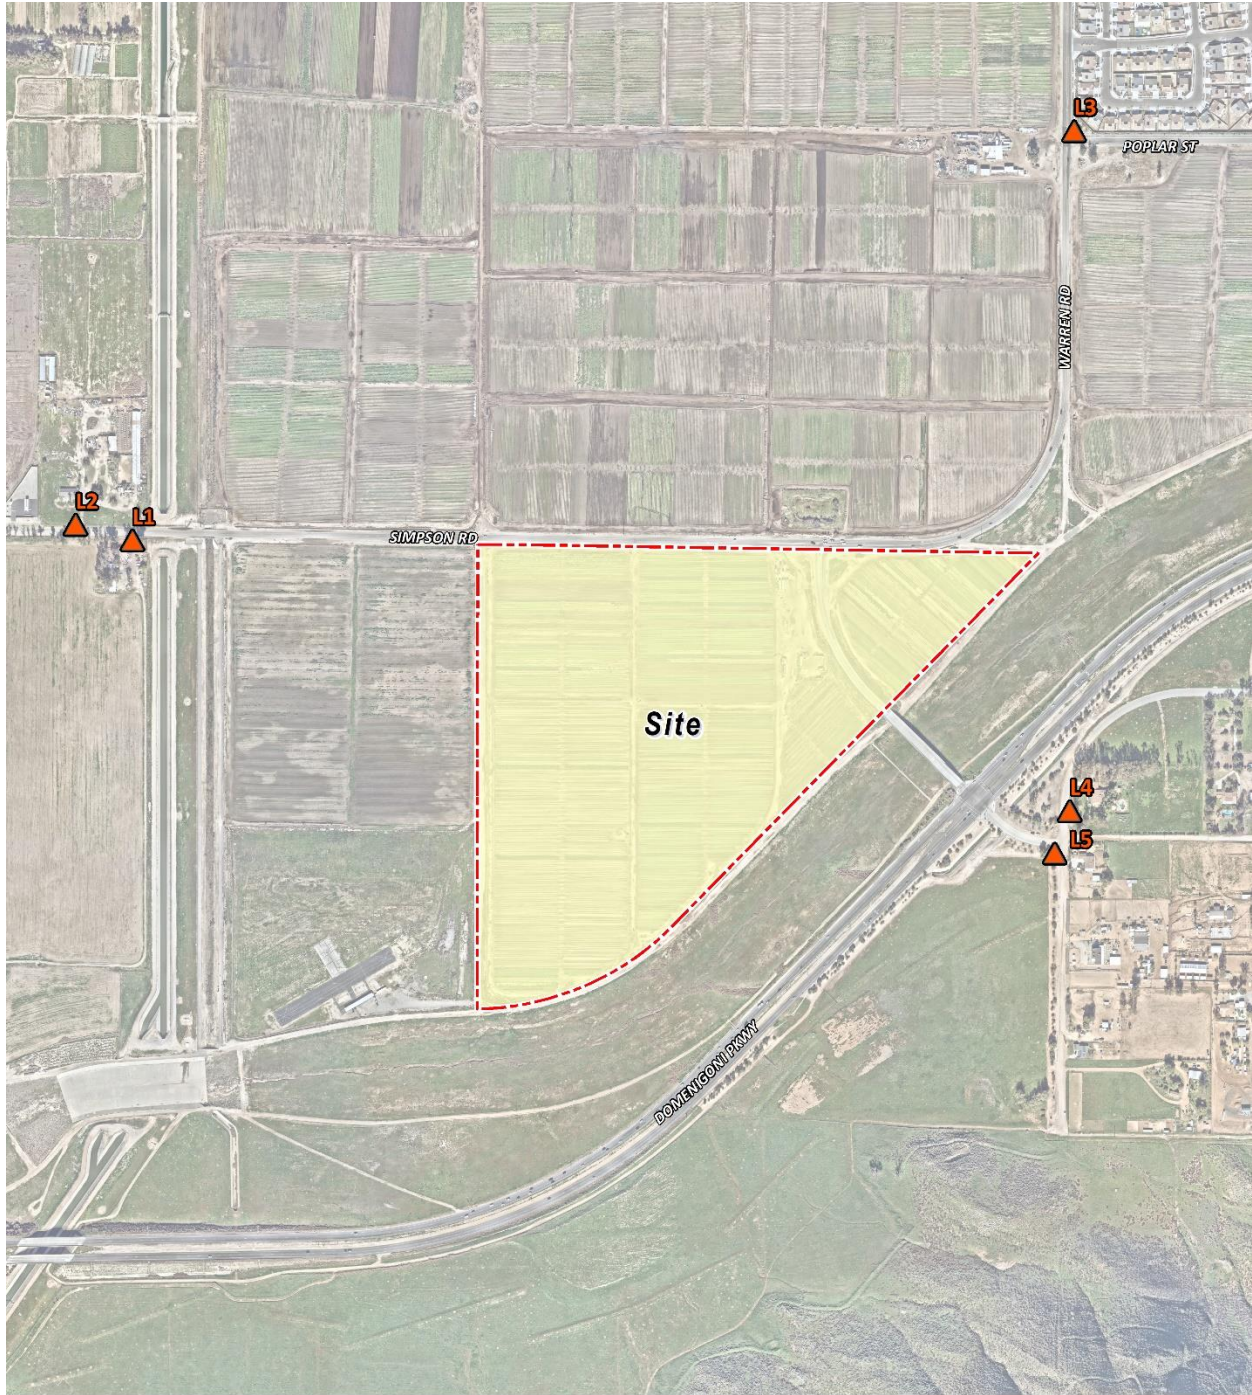 L3
POPLAR ST
WARREN RD
L2
L1
SIMPSON RD
Site
L4
L5
DOMENIGONI PKWY